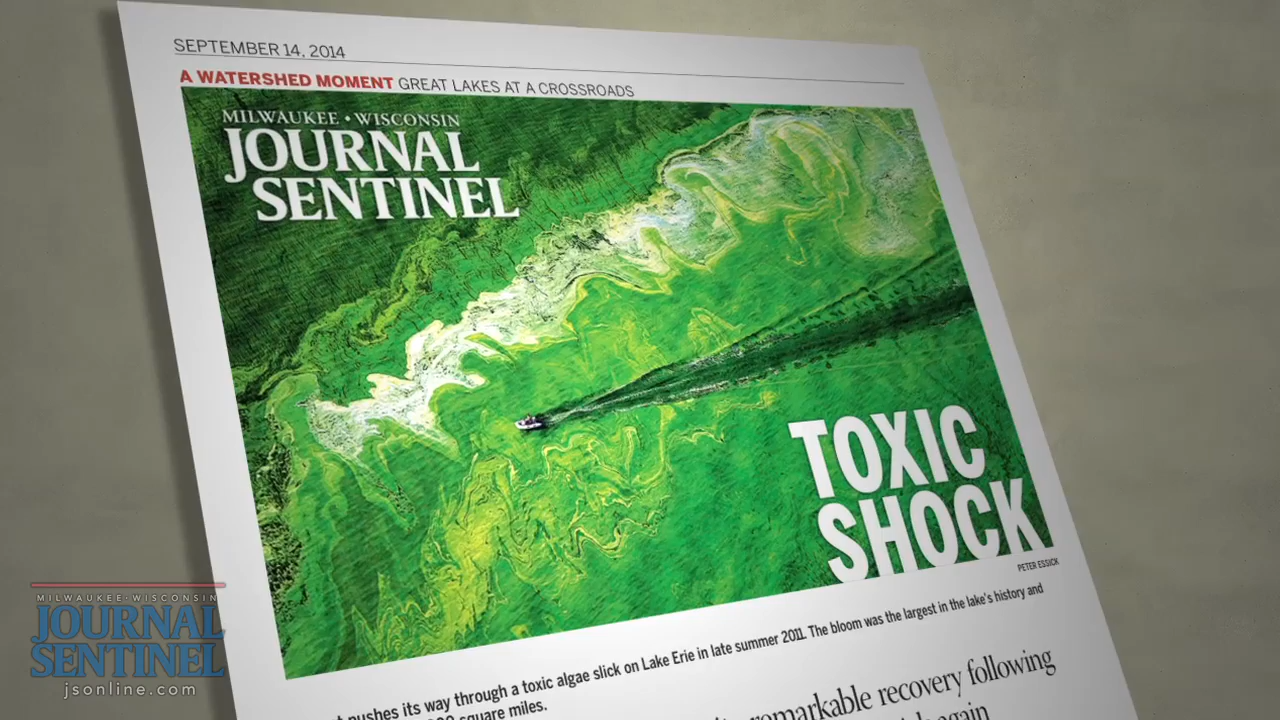 SEPTEMBER 14, 2014
A WATERSHED MOMENT GREAT LAKES AT A CROSSROADS
MILWAUKEE • WISCONSIN
JOURNAL
SENTINEL
TOXIC
SHOCK
PETER ESSICK
pushes its way through a toxic algae slick on Lake Erie in late summer 2011. The bloom was the largest in the lake's history and
square miles.
remarkable recovery following
again
MILWAUKEE•WISCONSIN
JOURNAL
SENTINEL
jsonline.com